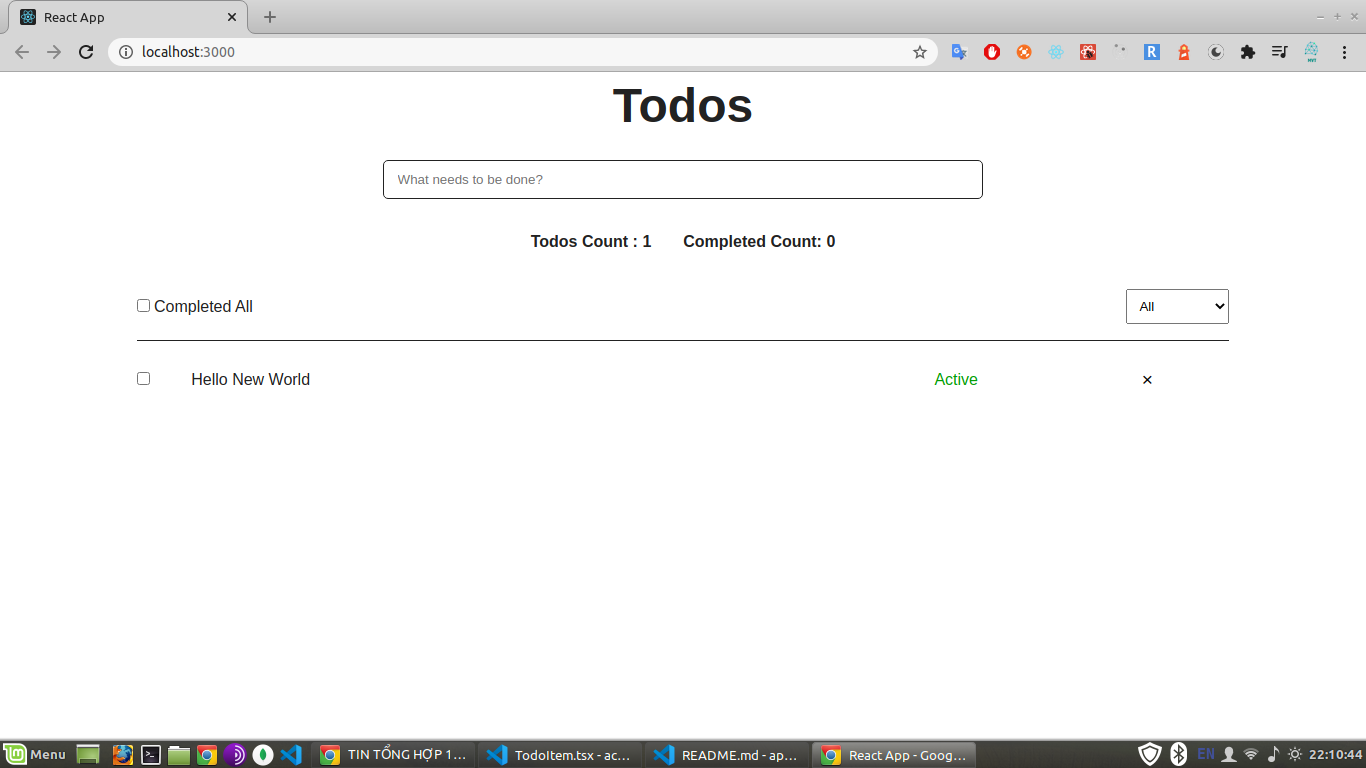 React App
localhost:3000
R
MVT
Todos
What needs to be done?
Todos Count : 1 Completed Count: 0
Completed All All
Hello New World Active ×
Menu TIN TỔNG HỢP 1... TodoItem.tsx - ac... README.md - ap... React App - Goog... EN 22:10:44